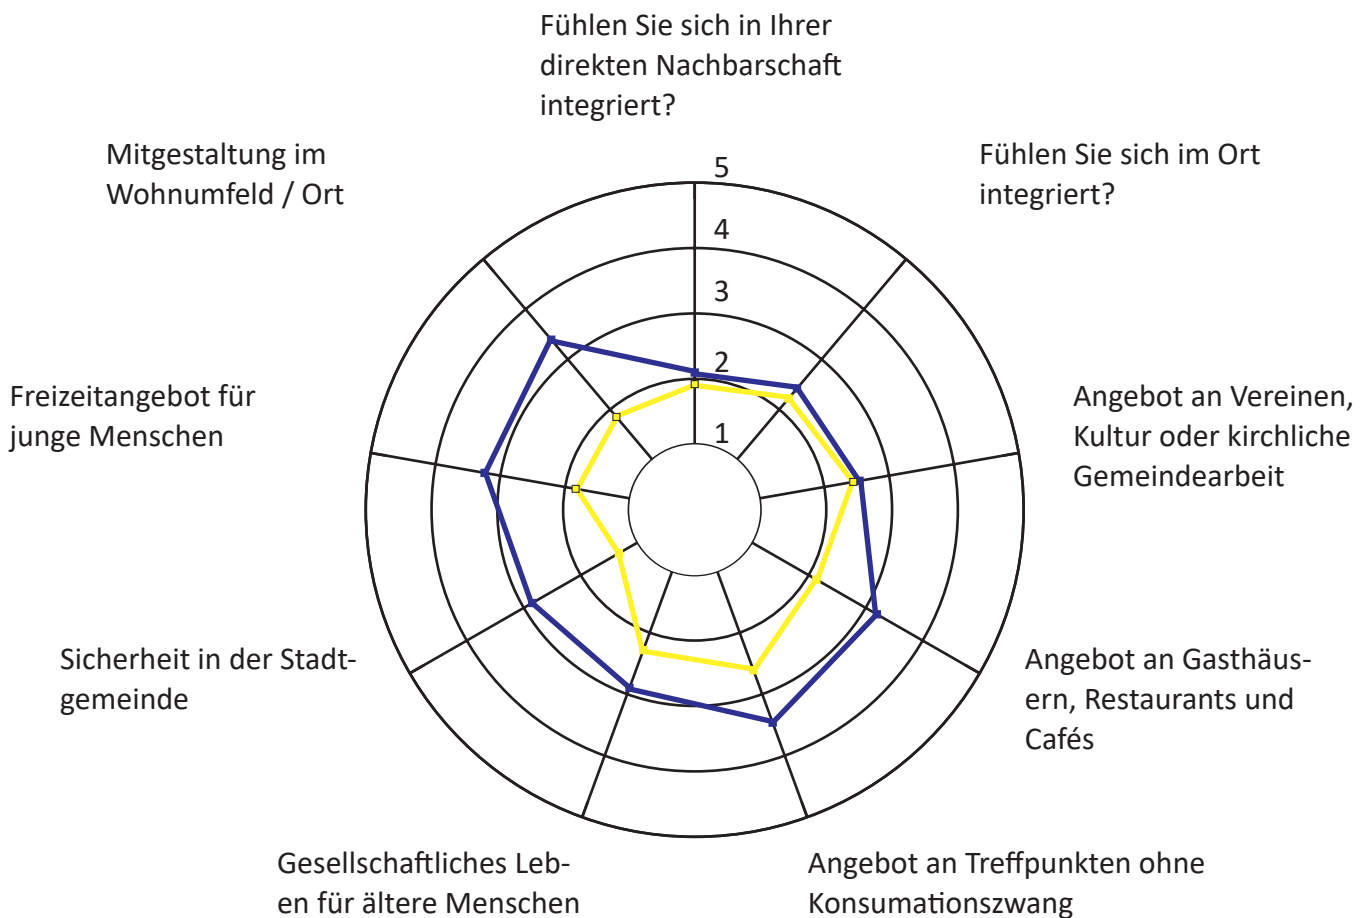 Fühlen Sie sich in Ihrer
direkten Nachbarschaft
integriert?
Mitgestaltung im
Wohnumfeld / Ort
Fühlen Sie sich im Ort
integriert?
5
4
3
2
1
Freizeitangebot für
junge Menschen
Angebot an Vereinen,
Kultur oder kirchliche
Gemeindearbeit
Sicherheit in der Stadt-
gemeinde
Angebot an Gasthäus-
ern, Restaurants und
Cafés
Gesellschaftliches Leb-
en für ältere Menschen
Angebot an Treffpunkten ohne
Konsumationszwang